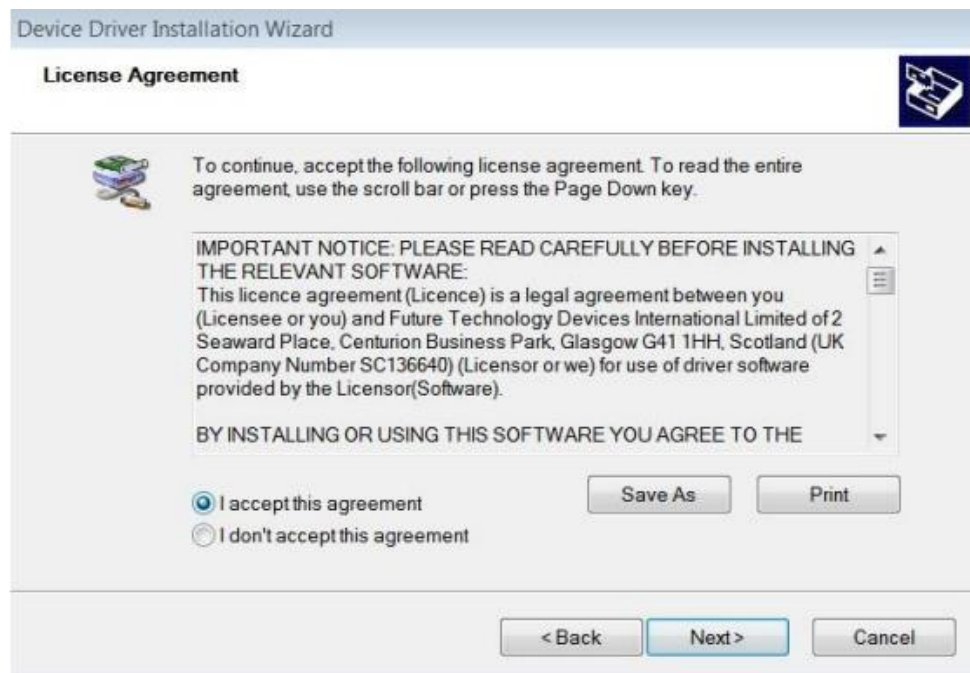 Device Driver Installation Wizard
License Agreement
To continue, accept the following license agreement. To read the entire
agreement, use the scroll bar or press the Page Down key.
IMPORTANT NOTICE: PLEASE READ CAREFULLY BEFORE INSTALLING
THE RELEVANT SOFTWARE:
This licence agreement (Licence) is a legal agreement between you
(Licensee or you) and Future Technology Devices International Limited of 2
Seaward Place, Centurion Business Park, Glasgow G41 1HH, Scotland (UK
Company Number SC136640) (Licensor or we) for use of driver software
provided by the Licensor(Software).
BY INSTALLING OR USING THIS SOFTWARE YOU AGREE TO THE
I accept this agreement
Save As
Print
I don't accept this agreement
< Back
Next >
Cancel